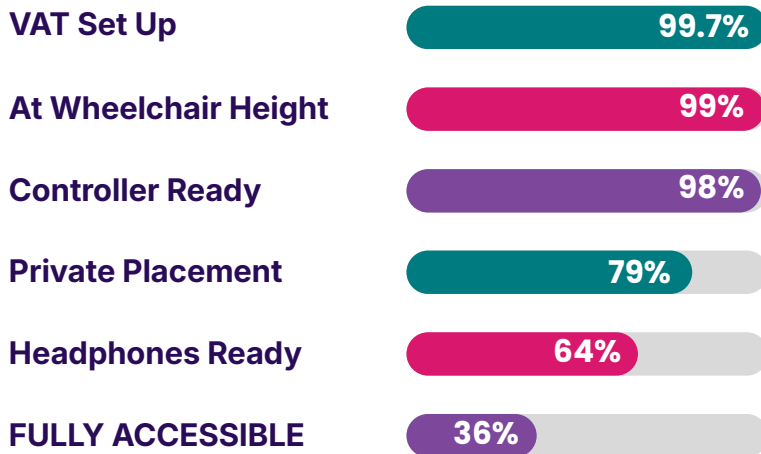 VAT Set Up 99.7%
At Wheelchair Height 99%
Controller Ready 98%
Private Placement 79%
Headphones Ready 64%
FULLY ACCESSIBLE 36%